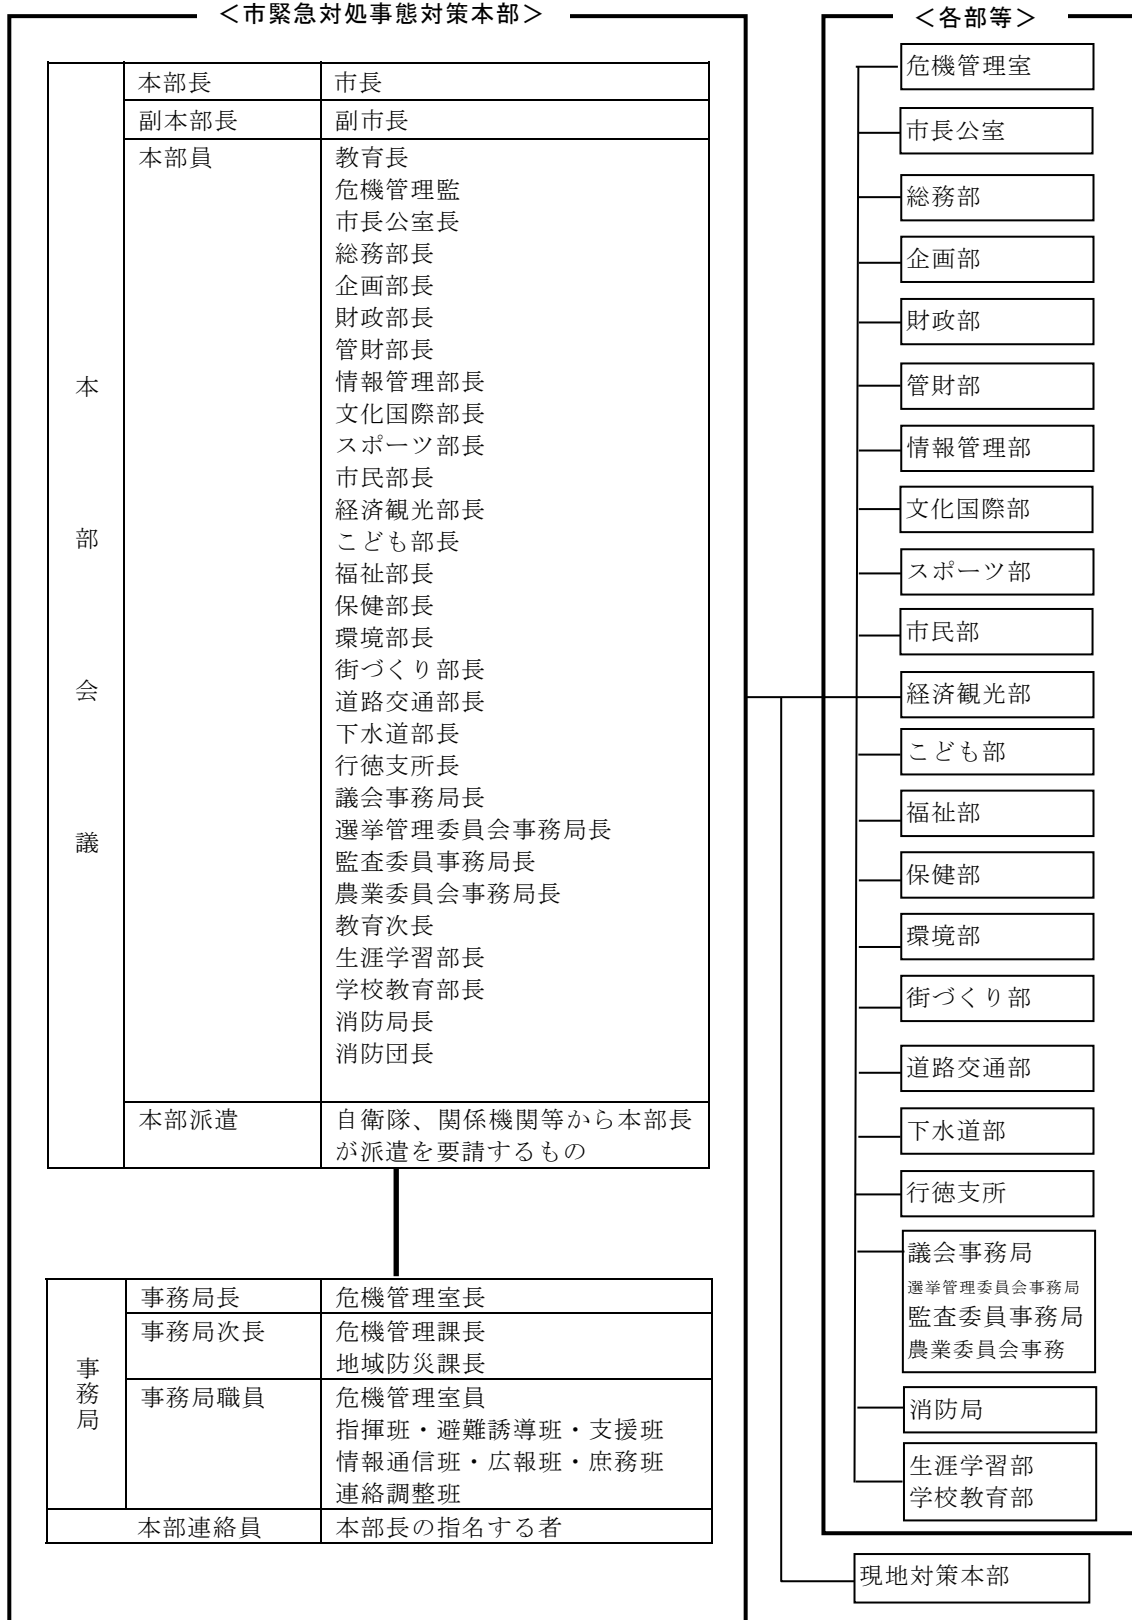 ＜市緊急対処事態対策本部＞
本部会議
本部長 市長
副本部長 副市長
本部員 教育長
危機管理監
市長公室長
総務部長
企画部長
財政部長
管財部長
情報管理部長
文化国際部長
スポーツ部長
市民部長
経済観光部長
こども部長
福祉部長
保健部長
環境部長
街づくり部長
道路交通部長
下水道部長
行徳支所長
議会事務局長
選挙管理委員会事務局長
監査委員事務局長
農業委員会事務局長
教育次長
生涯学習部長
学校教育部長
消防局長
消防団長
本部派遣 自衛隊、関係機関等から本部長
が派遣を要請するもの
事務局
事務局長 危機管理室長
事務局次長 危機管理課長
地域防災課長
事務局職員 危機管理室員
指揮班・避難誘導班・支援班
情報通信班・広報班・庶務班
連絡調整班
本部連絡員 本部長の指名する者
＜各部等＞
危機管理室
市長公室
総務部
企画部
財政部
管財部
情報管理部
文化国際部
スポーツ部
市民部
経済観光部
こども部
福祉部
保健部
環境部
街づくり部
道路交通部
下水道部
行徳支所
議会事務局
選挙管理委員会事務局
監査委員事務局
農業委員会事務
消防局
生涯学習部
学校教育部
現地対策本部